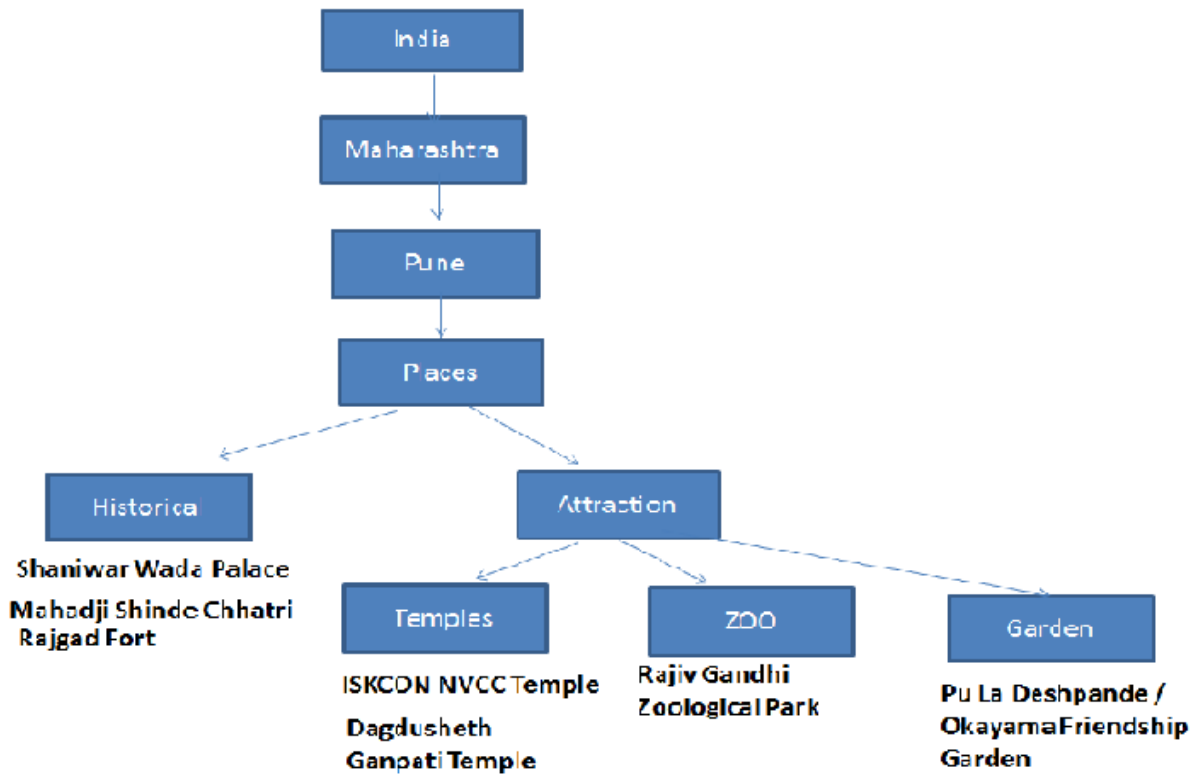 India
Maharashtra
Pune
Places
Historical
Shaniwar Wada Palace
Mahadji Shinde Chhatri
Rajgad Fort
Attraction
Temples
ISKCON NVCC Temple
Dagdusheth
Ganpati Temple
ZOO
Rajiv Gandhi
Zoological Park
Garden
Pu La Deshpande /
Okayama Friendship
Garden